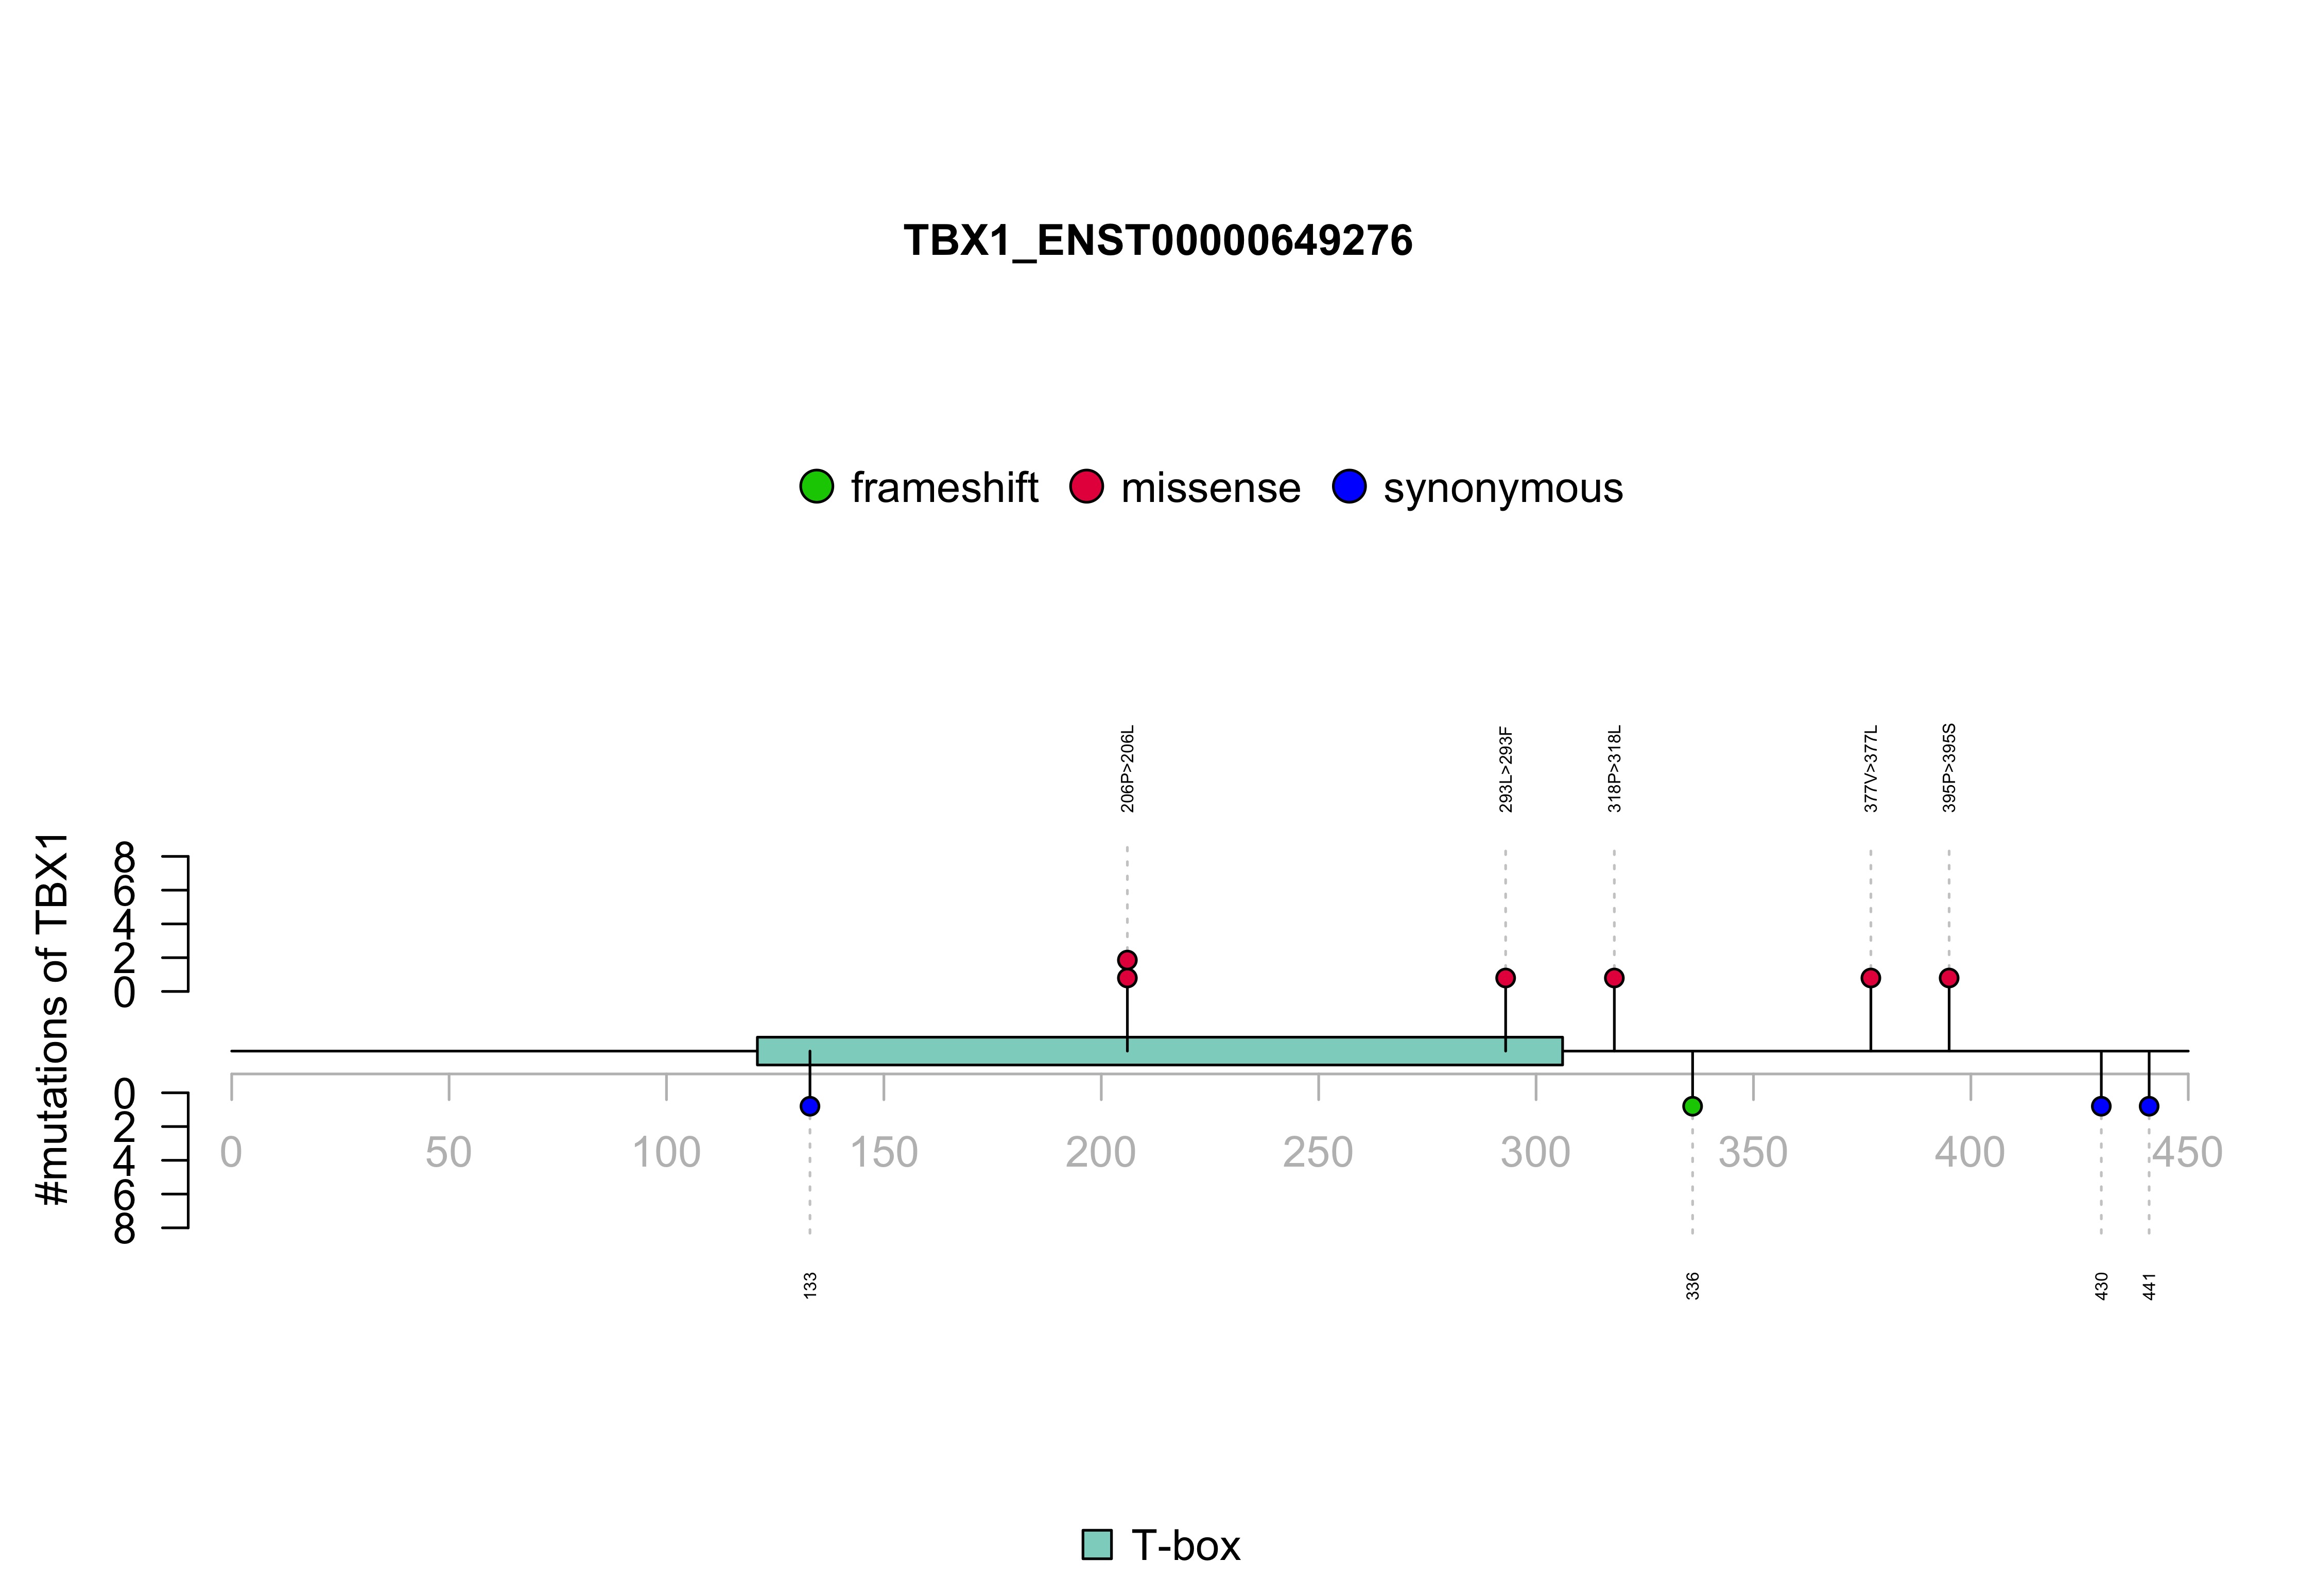 TBX1_ENST00000649276
frameshift missense synonymous
206P>206L
293L>293F
318P>318L
377V>377L
395P>395S
#mutations of TBX1
8
6
4
2
0
0
2
4
6
8
0 50 100 150 200 250 300 350 400 450
133
336
430
441
T-box